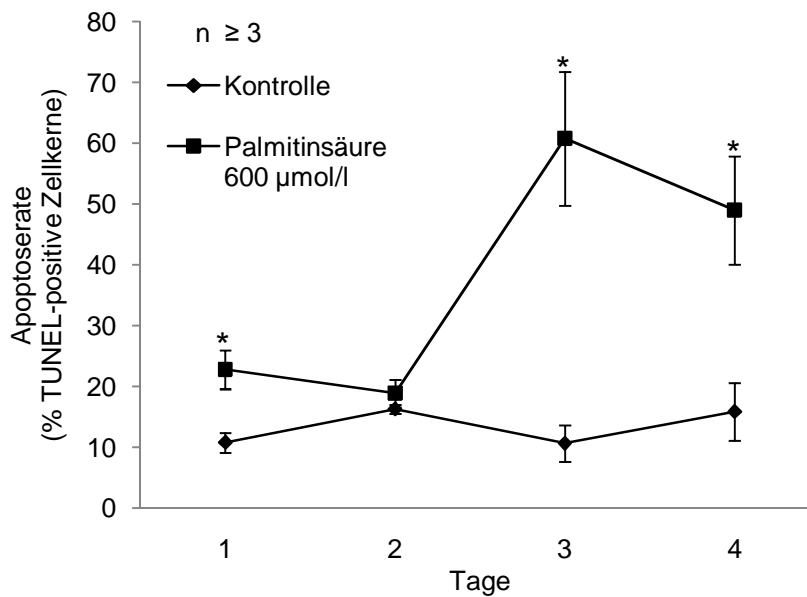 Apoptoserate
(% TUNEL-positive Zellkerne)
80
70
60
50
40
30
20
10
0
n ≥ 3
Kontrolle
Palmitinsäure
600 µmol/l
*
*
*
1 2 3 4
Tage